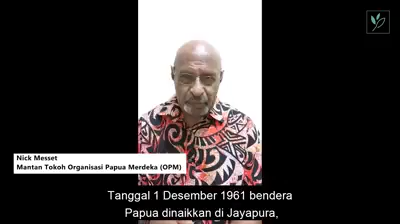 Nick Messet
Mantan Tokoh Organisasi Papua Merdeka (OPM)
Tanggal 1 Desember 1961 bendera
Papua dinaikkan di Jayapura,